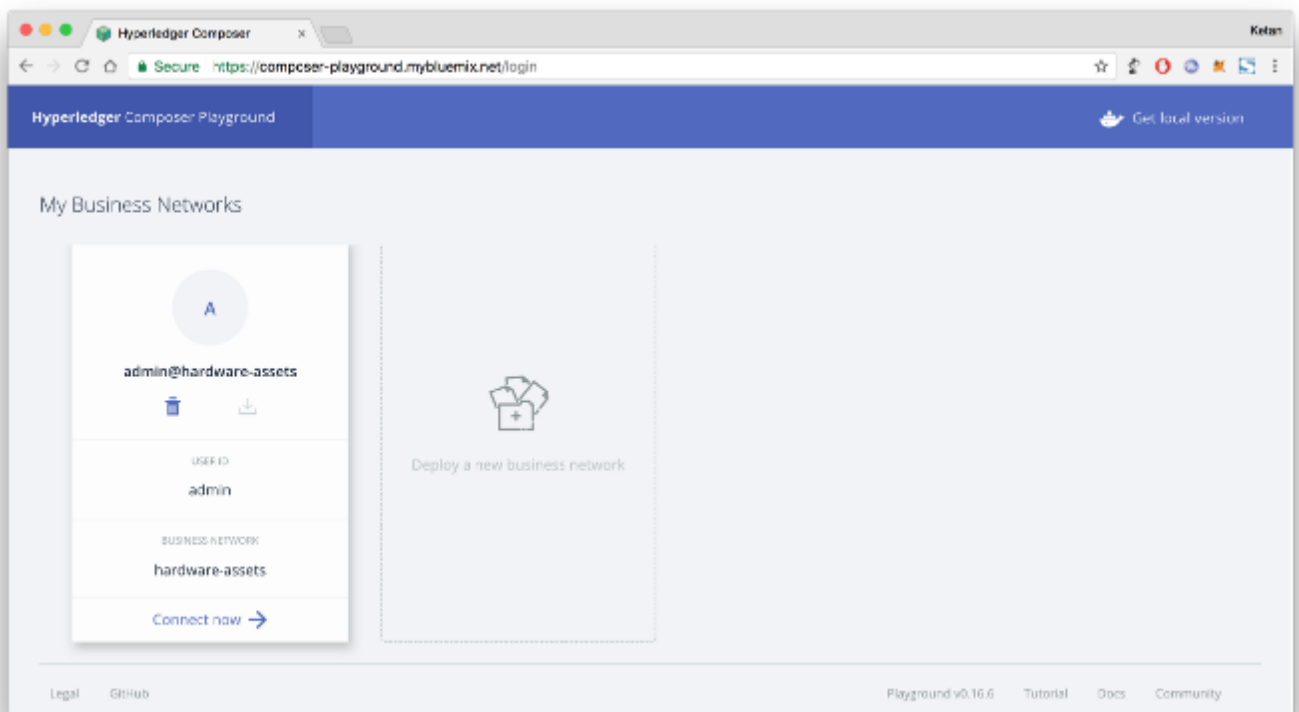 Hyperledger Composer
Ketan
Secure https://composer-playground.mybluemix.net/login
Hyperledger Composer Playground
Get local version
My Business Networks
A
admin@hardware-assets
USER ID
admin
BUSINESS NETWORK
hardware-assets
Connect now
Deploy a new business network
Legal GitHub Playground v0.16.6 Tutorial Docs Community